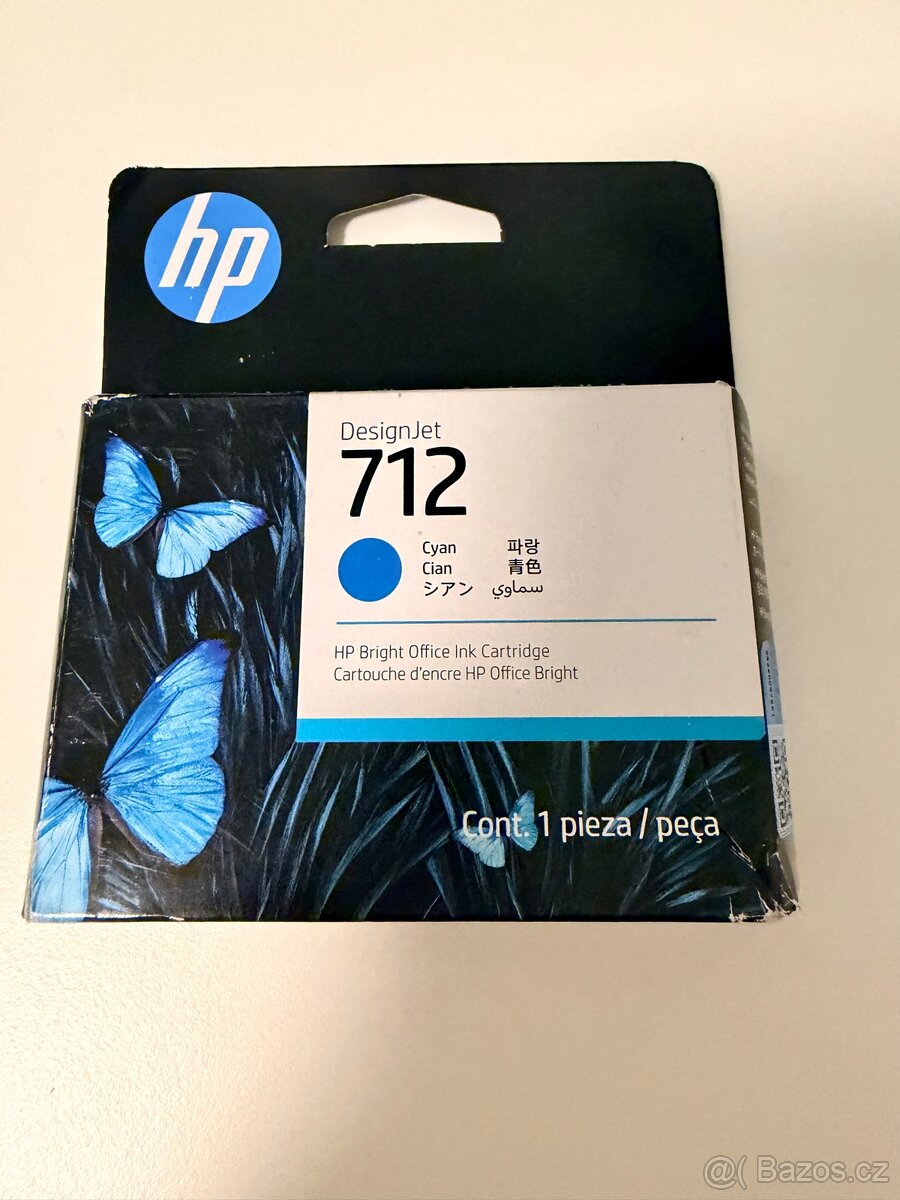 hp
DesignJet
712
Cyan 파랑
Cian 青色
シアン سماوي
HP Bright Office Ink Cartridge
Cartouche d'encre HP Office Bright
Cont. 1 pieza / peça
@( Bazos.cz